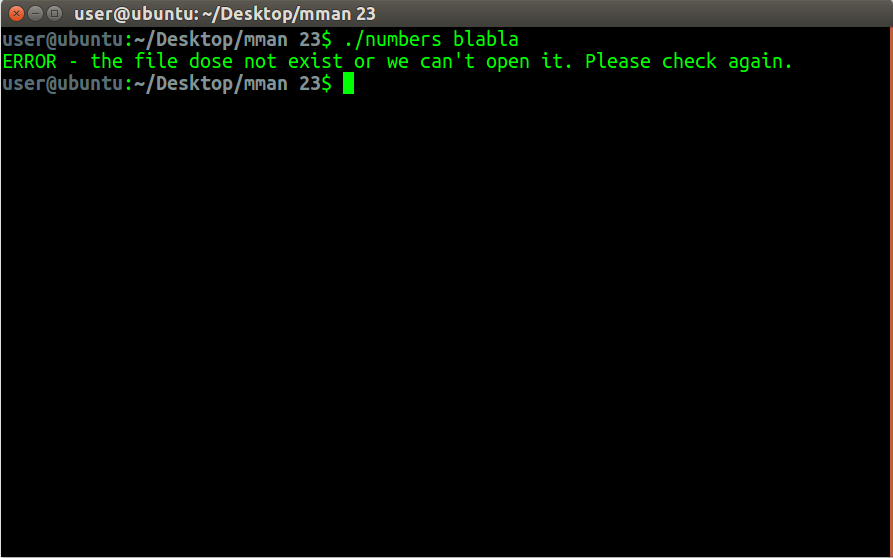 user@ubuntu: ~/Desktop/mman 23
user@ubuntu:~/Desktop/mman 23$ ./numbers blabla
ERROR - the file dose not exist or we can't open it. Please check again.
user@ubuntu:~/Desktop/mman 23$